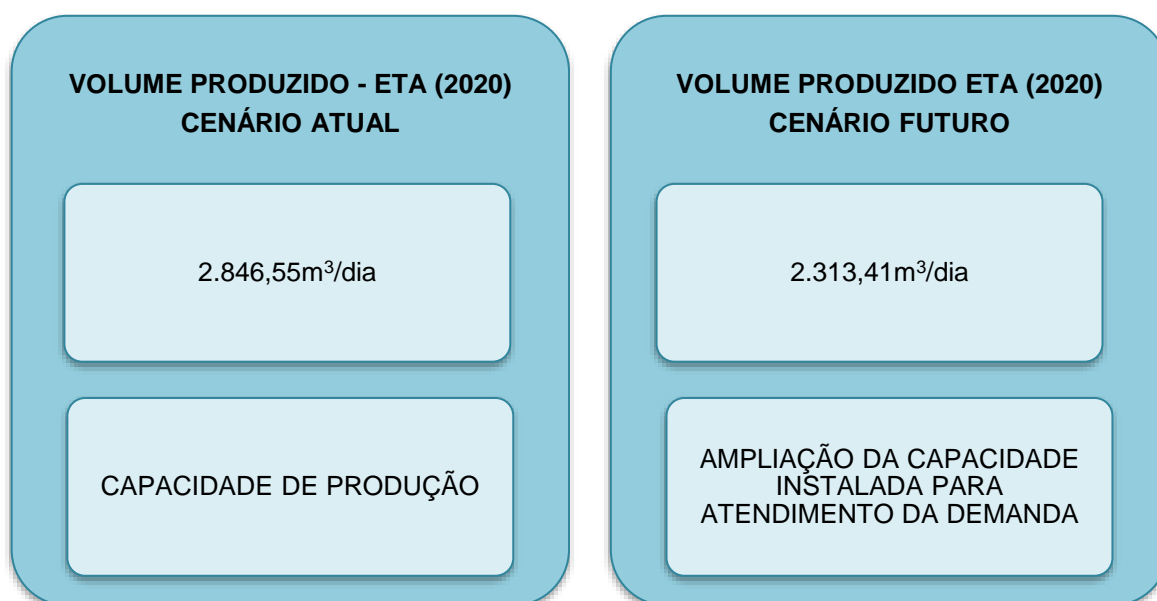 VOLUME PRODUZIDO - ETA (2020)
CENÁRIO ATUAL
2.846,55m³/dia
CAPACIDADE DE PRODUÇÃO
VOLUME PRODUZIDO ETA (2020)
CENÁRIO FUTURO
2.313,41m³/dia
AMPLIAÇÃO DA CAPACIDADE
INSTALADA PARA
ATENDIMENTO DA DEMANDA